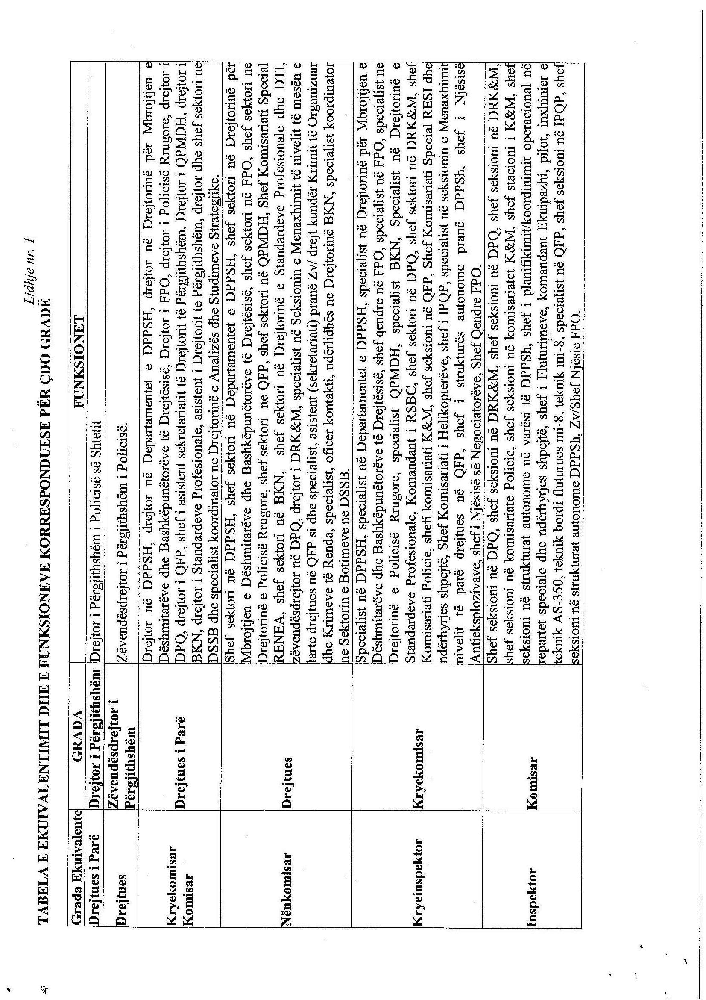 Lidhje nr. 1
TABELA E EKUIVALENTIMIT DHE E FUNKSIONEVE KORRESPONDUESE PËR ÇDO GRADË
Grada Ekuivalente GRADA FUNKSIONET
Drejtues i Parë Drejtor i Përgjithshëm Drejtor i Përgjithshëm i Policisë së Shtetit
Drejtues
Zëvendësdrejtor i
Përgjithshëm
Zëvendësdrejtor i Përgjithshëm i Policisë.
Kryekomisar
Komisar
Drejtues i Parë
Drejtor në DPPSH, drejtor në Departamentet e DPPSH, drejtor në Drejtorinë për Mbrojtjen e
Dëshmitarëve dhe Bashkëpunëtorëve të Drejtësisë, Drejtor i FPO, drejtor i Policisë Rrugore, drejtor i
DPQ, drejtor i QFP, shef i asistent sekretariatit të Drejtorit të Përgjithshëm, Drejtor i QPMDH, drejtor i
BKN, drejtor i Standardeve Profesionale, asistent i Drejtorit te Përgjithshëm, drejtor dhe shef sektori ne
DSSB dhe specialist koordinator ne Drejtorinë e Analizës dhe Studimeve Strategjike.
Nënkomisar
Drejtues
Shef sektori në DPPSH, shef sektori në Departamentet e DPPSH, shef sektori në Drejtorinë për
Mbrojtjen e Dëshmitarëve dhe Bashkëpunëtorëve të Drejtësisë, shef sektori në FPO, shef sektori ne
Drejtorinë e Policisë Rrugore, shef sektori ne QFP, shef sektori në QPMDH, Shef Komisariati Special
RENEA, shef sektori në BKN, shef sektori në Drejtorinë e Standardeve Profesionale dhe DTI,
zëvendësdrejtor në DPQ, drejtor i DRK&M, specialist në Seksionin e Menaxhimit të nivelit të mesën e
larte drejtues në QFP si dhe specialist, asistent (sekretariati) pranë Zv/ drejt kundër Krimit të Organizuar
dhe Krimeve të Renda, specialist, oficer kontakti, ndërlidhës ne Drejtorinë BKN, specialist koordinator
ne Sektorin e Botimeve ne DSSB.
Kryeinspektor
Kryekomisar
Specialist në DPPSH, specialist në Departamentet e DPPSH, specialist në Drejtorinë për Mbrojtjen e
Dëshmitarëve dhe Bashkëpunëtorëve të Drejtësisë, shef qendre në FPO, specialist në FPO, specialist ne
Drejtorinë e Policisë Rrugore, specialist QPMDH, specialist BKN, Specialist në Drejtorinë e
Standardeve Profesionale, Komandant i RSBC, shef sektori në DPQ, shef sektori në DRK&M, shef
Komisariati Policie, shefi komisariati K&M, shef seksioni në QFP, Shef Komisariati Special RESI dhe
ndërhyrjes shpejtë, Shef Komisariati i Helikopterëve, shef i IPQP, specialist në seksionin e Menaxhimit
nivelit të parë drejtues në QFP, shef i strukturës autonome pranë DPPSh, shef i Njësisë
Antieksplozivave, shef i Njësisë së Negociatorëve, Shef Qendre FPO.
Inspektor
Komisar
Shef seksioni në DPQ, shef seksioni në DRK&M, shef seksioni në DPQ, shef seksioni në DRK&M,
shef seksioni në komisariate Policie, shef seksioni në komisariatet K&M, shef stacioni i K&M, shef
seksioni në strukturat autonome në varësi të DPPSh, shef i planifikimit/koordinimit operacional në
repartet speciale dhe ndërhyrjes shpejtë, shef i Fluturimeve, komandant Ekuipazhi, pilot, inxhinier e
teknik AS-350, teknik bordi fluturues mi-8, teknik mi-8, specialist në QFP, shef seksioni në IPQP, shef
seksioni në strukturat autonome DPPSh, Zv/Shef Njësie FPO.